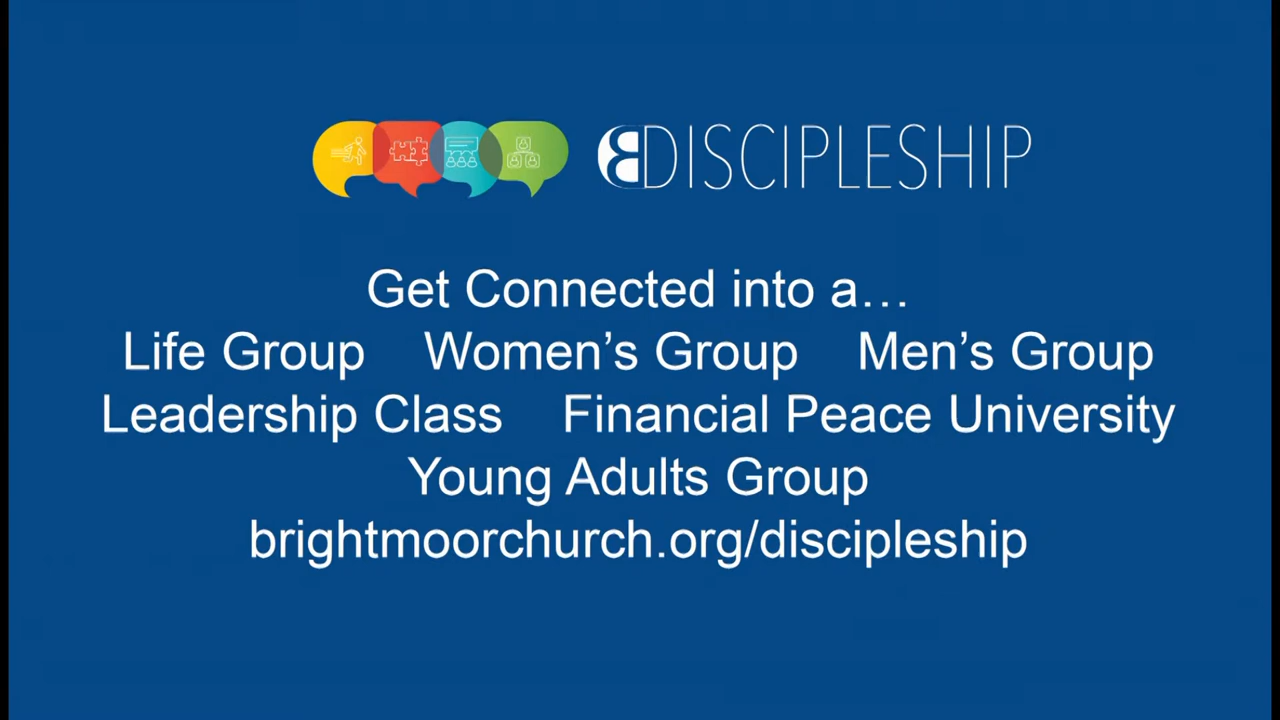 DISCIPLESHIP
Get Connected into a…
Life Group Women’s Group Men’s Group
Leadership Class Financial Peace University
Young Adults Group
brightmoorchurch.org/discipleship